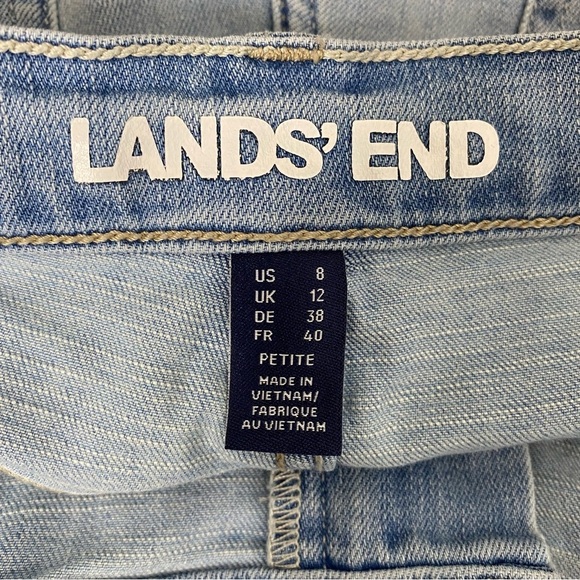 LANDS' END
US 8
UK 12
DE 38
FR 40
PETITE
MADE IN
VIETNAM/
FABRIQUE
AU VIETNAM